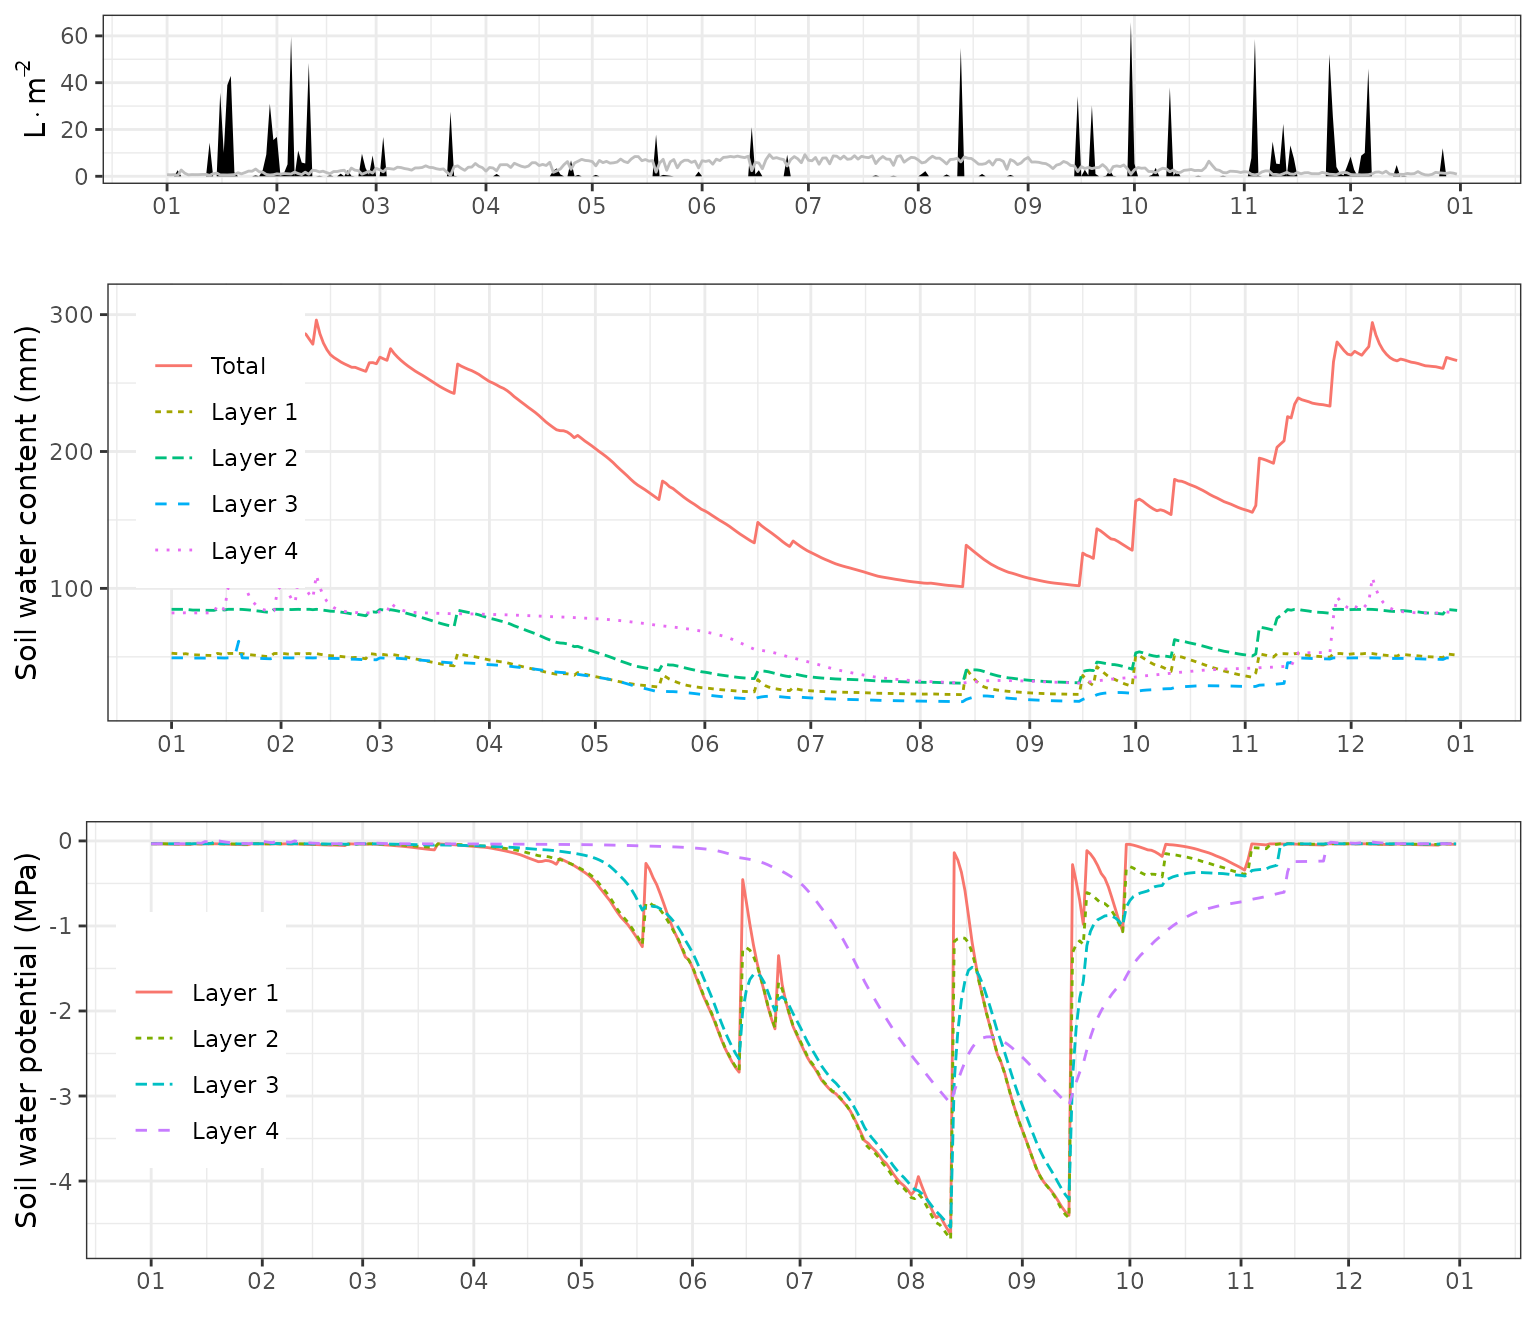 L · m⁻²
60
40
20
0
01 02 03 04 05 06 07 08 09 10 11 12 01
Soil water content (mm)
300
200
100
Total
Layer 1
Layer 2
Layer 3
Layer 4
01 02 03 04 05 06 07 08 09 10 11 12 01
Soil water potential (MPa)
0
-1
-2
-3
-4
Layer 1
Layer 2
Layer 3
Layer 4
01 02 03 04 05 06 07 08 09 10 11 12 01